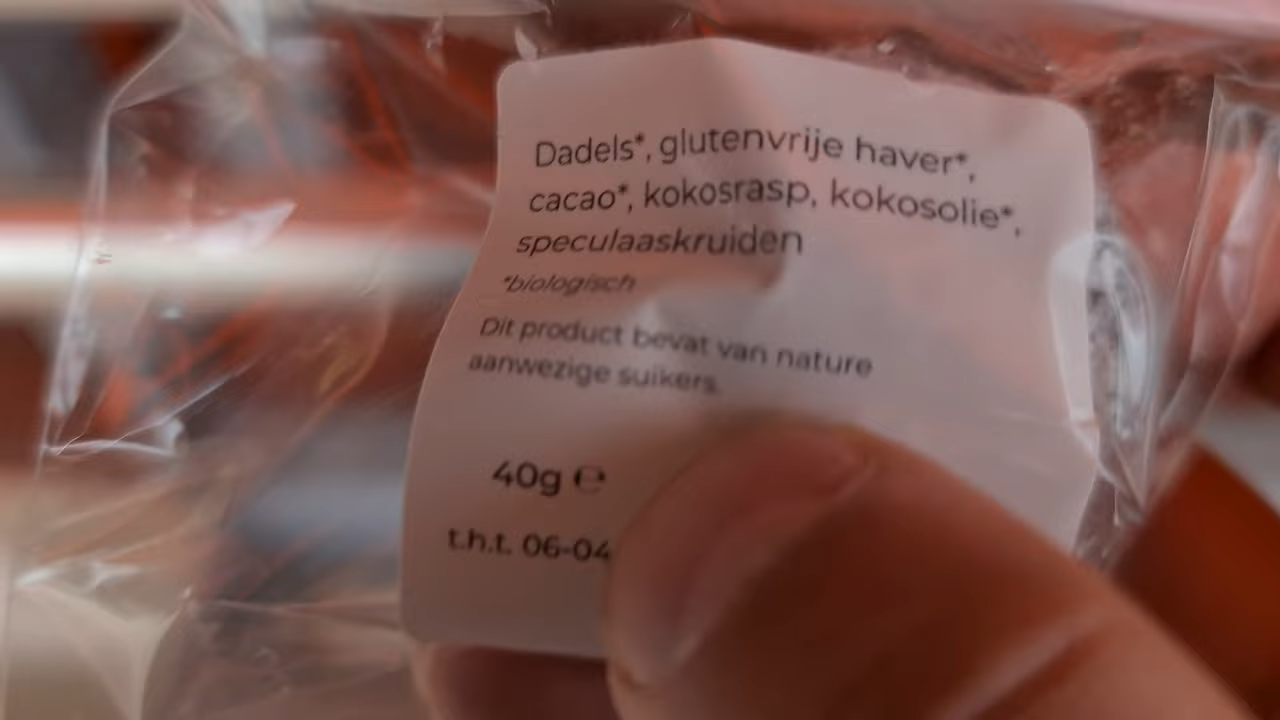 Dadels*, glutenvrije haver*,
cacao*, kokosrasp, kokosolie*,
speculaaskruiden
*biologisch
Dit product bevat van nature
aanwezige suikers.
40g ℮
t.h.t. 06-04